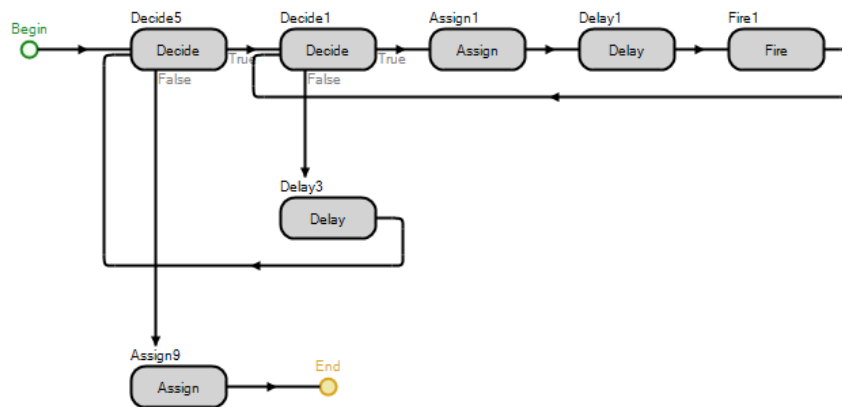 Decide5
Decide1
Assign1
Delay1
Fire1
Begin
Decide
Decide
Assign
Delay
Fire
True
True
False
False
Delay3
Delay
Assign9
End
Assign